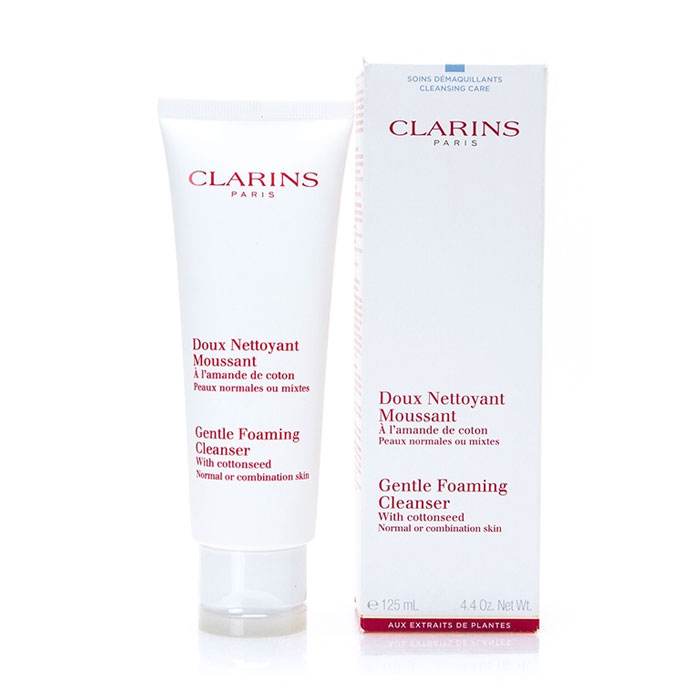 CLARINS
PARIS
Doux Nettoyant
Moussant
À l'amande de coton
Peaux normales ou mixtes
Gentle Foaming
Cleanser
With cottonseed
Normal or combination skin
SOINS DÉMAQUILLANTS
CLEANSING CARE
CLARINS
PARIS
Doux Nettoyant
Moussant
À l'amande de coton
Peaux normales ou mixtes
Gentle Foaming
Cleanser
With cottonseed
Normal or combination skin
℮ 125 mL 4.4 Oz. Net Wt.
AUX EXTRAITS DE PLANTES